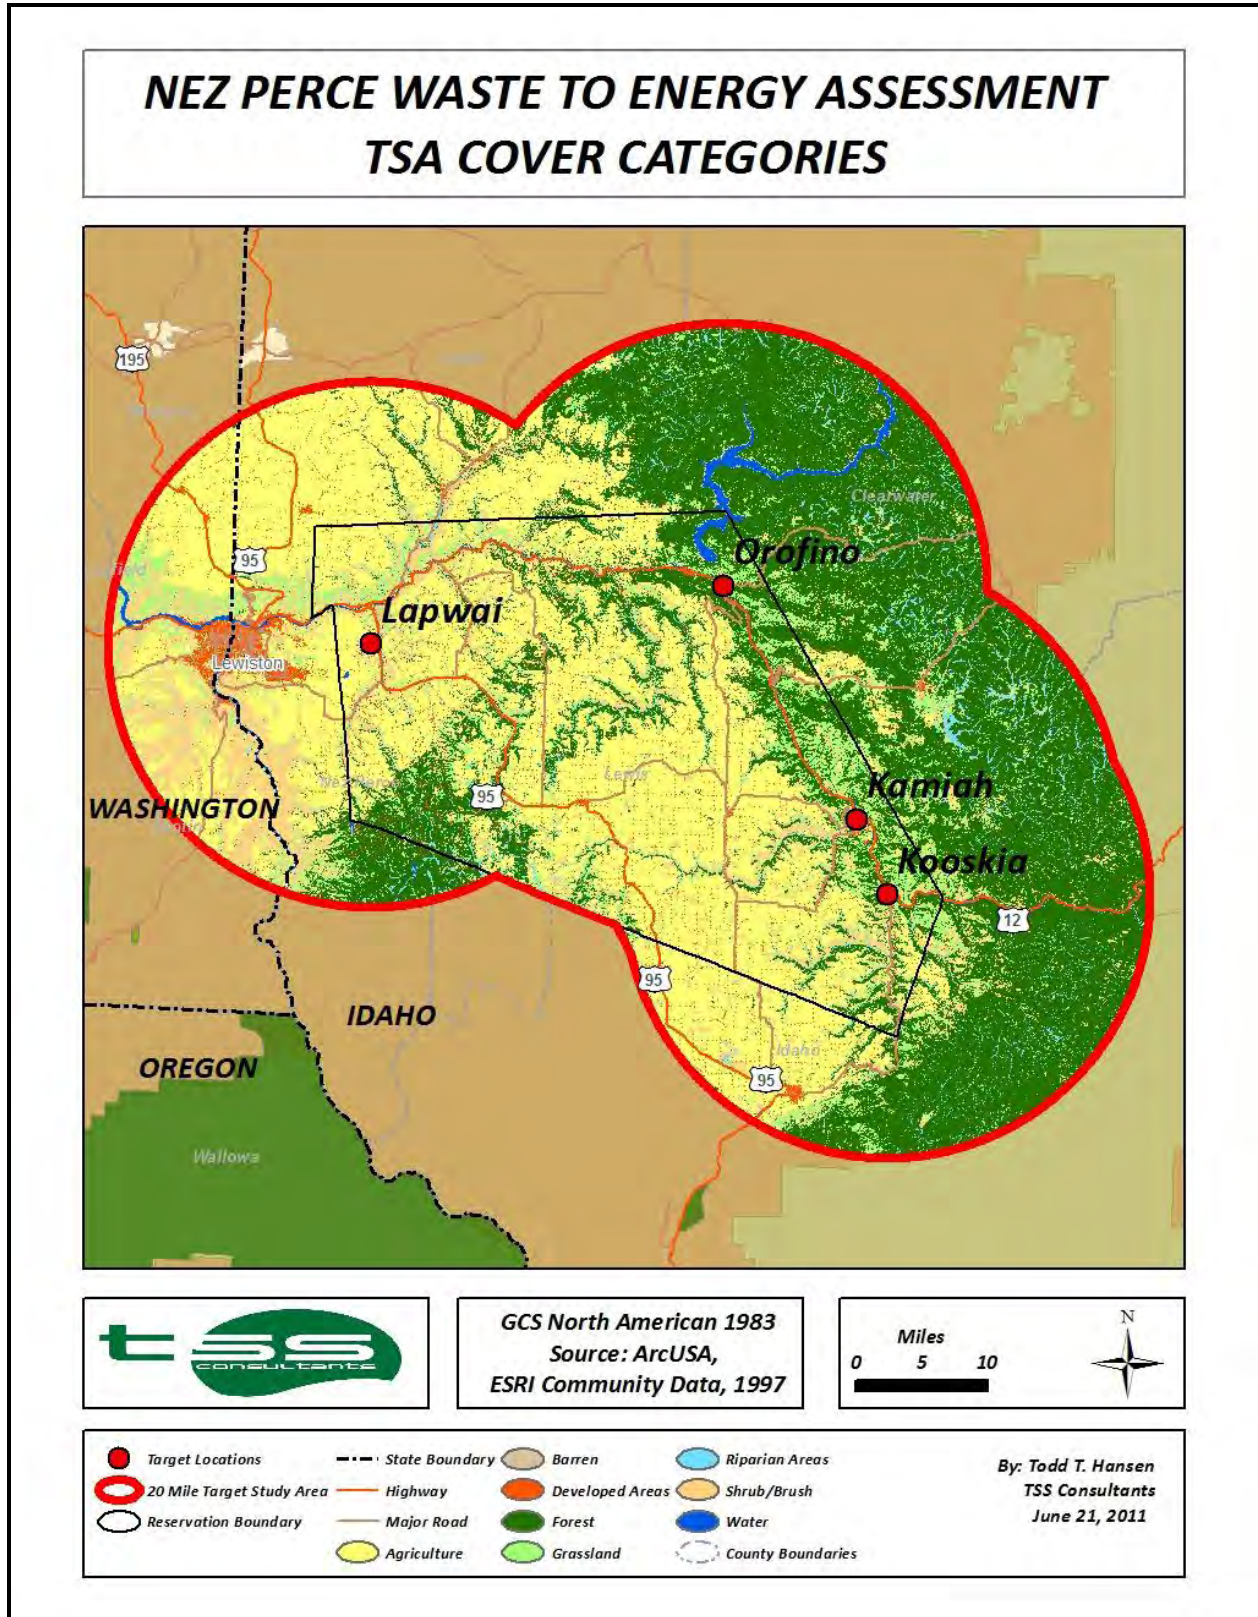 NEZ PERCE WASTE TO ENERGY ASSESSMENT
TSA COVER CATEGORIES
195
95
Clearwater
Orofino
Lapwai
Lewiston
Kamiah
95
Lewis
WASHINGTON
Kooskia
12
95
IDAHO
Idaho
OREGON
95
Wallowa
tss
consultants
GCS North American 1983
Source: ArcUSA,
ESRI Community Data, 1997
Miles
0 5 10
N
Target Locations
20 Mile Target Study Area
Reservation Boundary
State Boundary
Highway
Major Road
Agriculture
Barren
Developed Areas
Forest
Grassland
Riparian Areas
Shrub/Brush
Water
County Boundaries
By: Todd T. Hansen
TSS Consultants
June 21, 2011